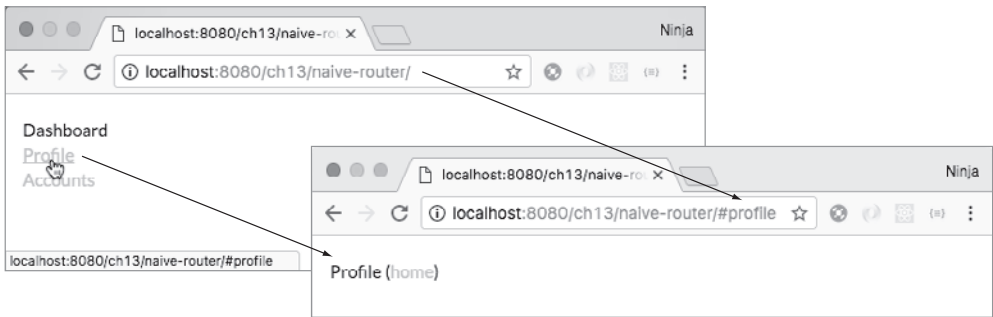 localhost:8080/ch13/naive-ro
Ninja
localhost:8080/ch13/naive-router/
Dashboard
Profile
Accounts
localhost:8080/ch13/naive-router/#profile
localhost:8080/ch13/naive-ro
Ninja
localhost:8080/ch13/naive-router/#profile
Profile (home)